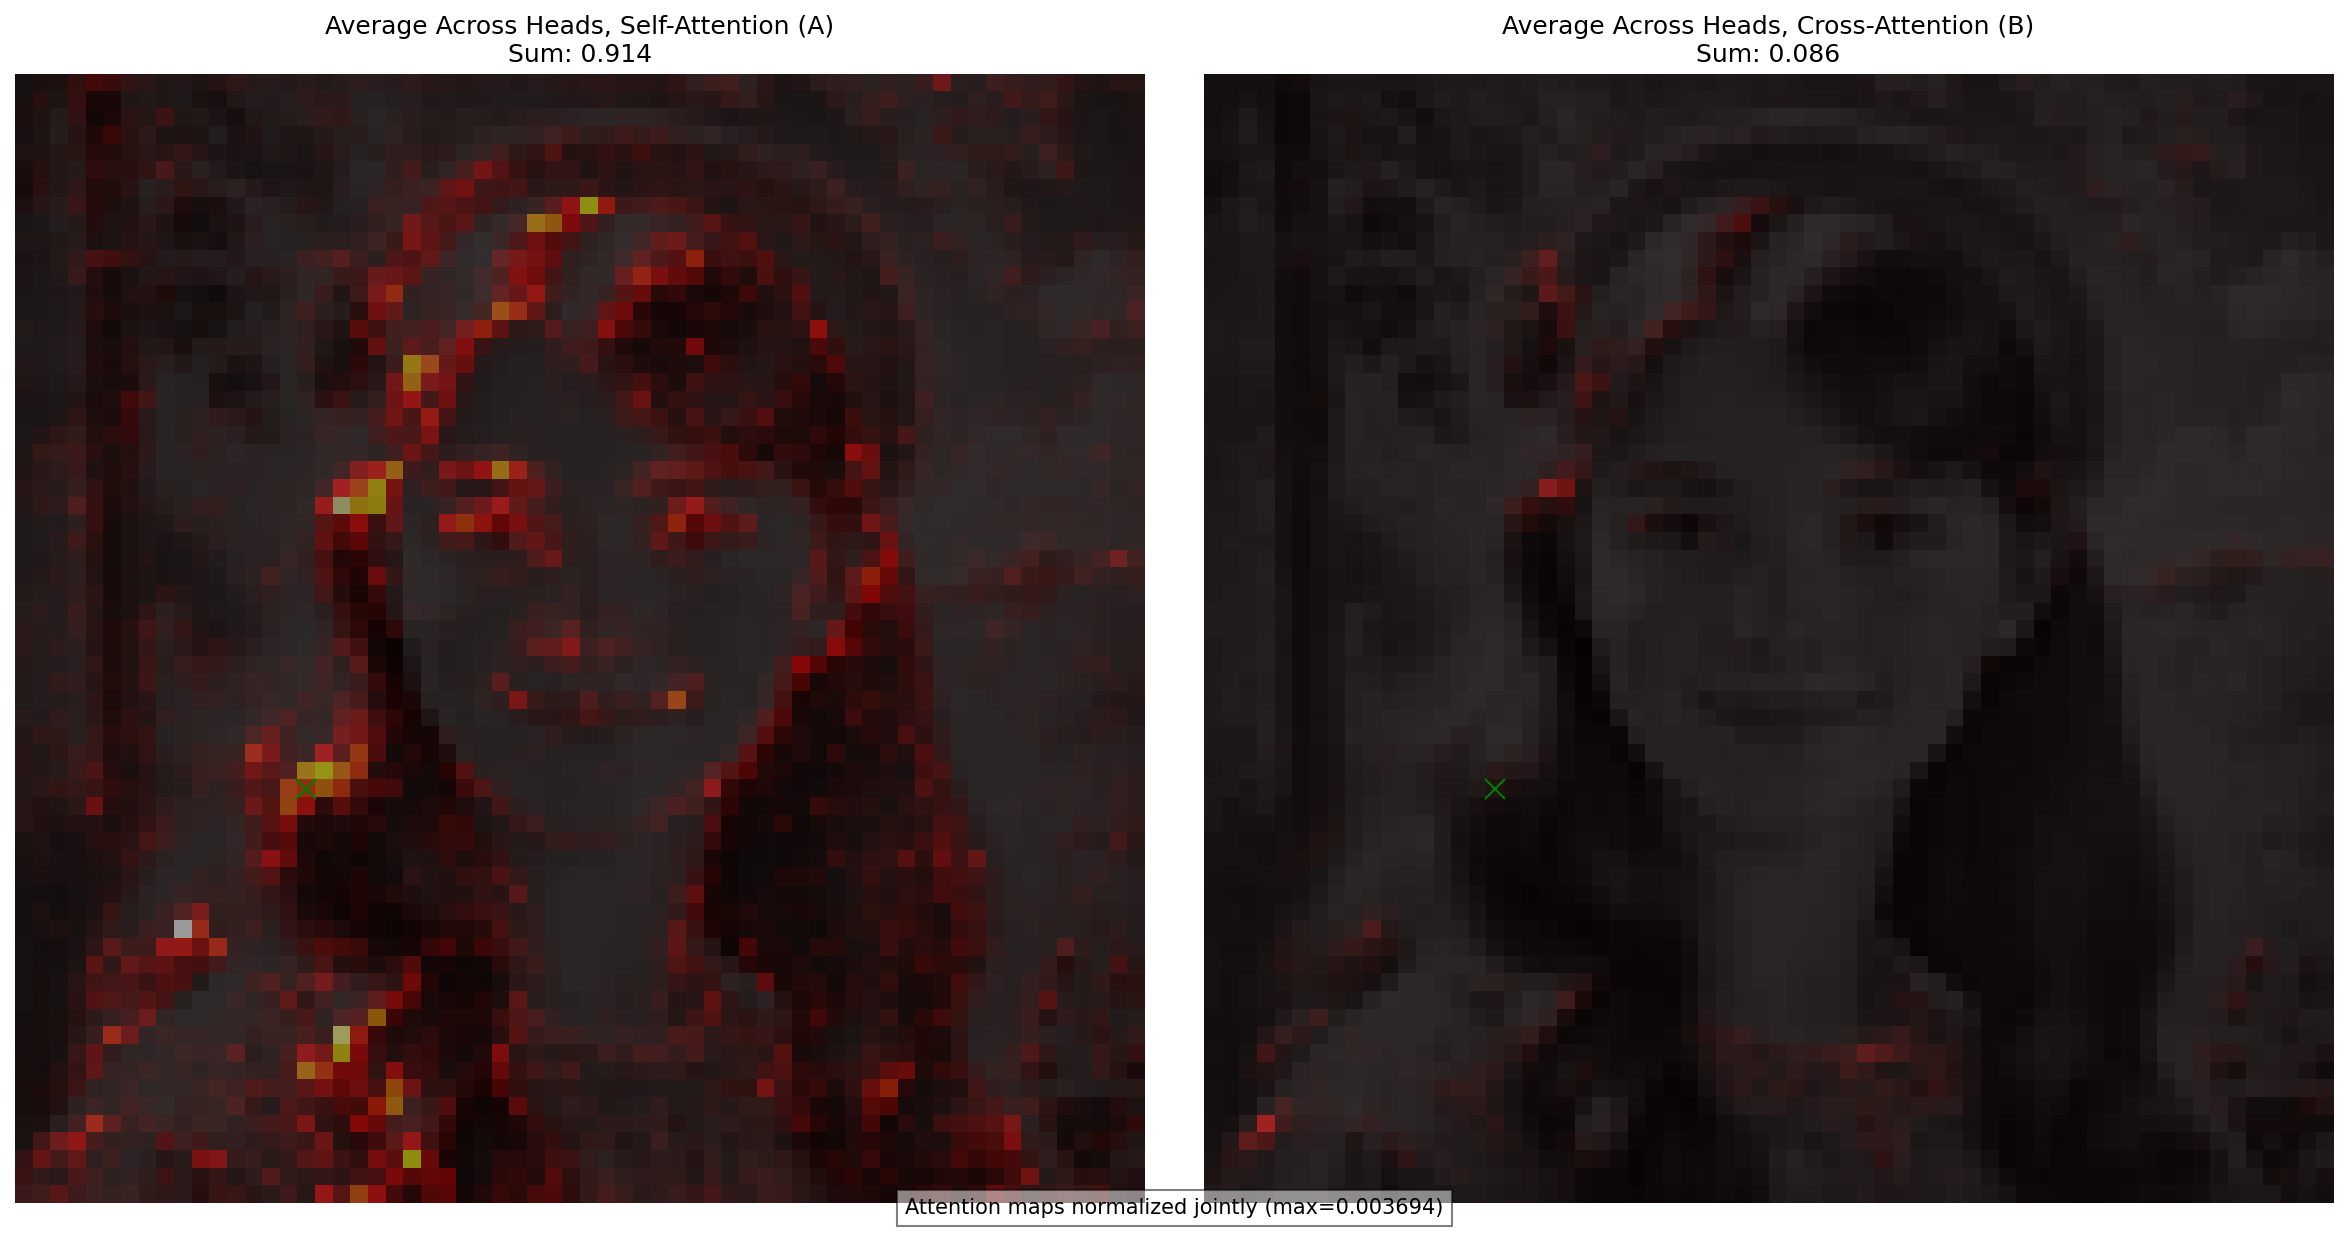 Average Across Heads, Self-Attention (A)
Sum: 0.914
Average Across Heads, Cross-Attention (B)
Sum: 0.086
Attention maps normalized jointly (max=0.003694)